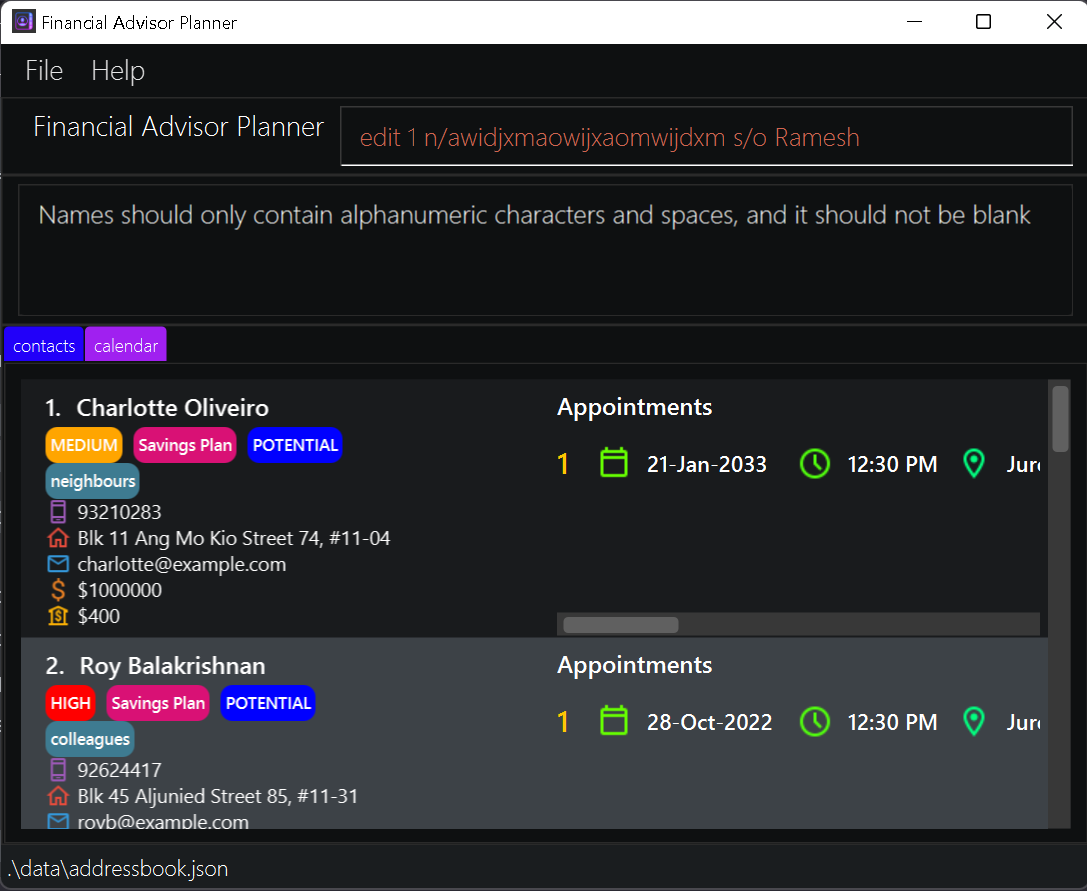 Financial Advisor Planner
File Help
Financial Advisor Planner
edit 1 n/awidjxmaowijxaomwijdxm s/o Ramesh
Names should only contain alphanumeric characters and spaces, and it should not be blank
contacts calendar
1. Charlotte Oliveiro
MEDIUM Savings Plan POTENTIAL
neighbours
93210283
Blk 11 Ang Mo Kio Street 74, #11-04
charlotte@example.com
$1000000
$400
Appointments
1 21-Jan-2033 12:30 PM
2. Roy Balakrishnan
HIGH Savings Plan POTENTIAL
colleagues
92624417
Blk 45 Aljunied Street 85, #11-31
royb@example.com
Appointments
1 28-Oct-2022 12:30 PM
.\data\addressbook.json